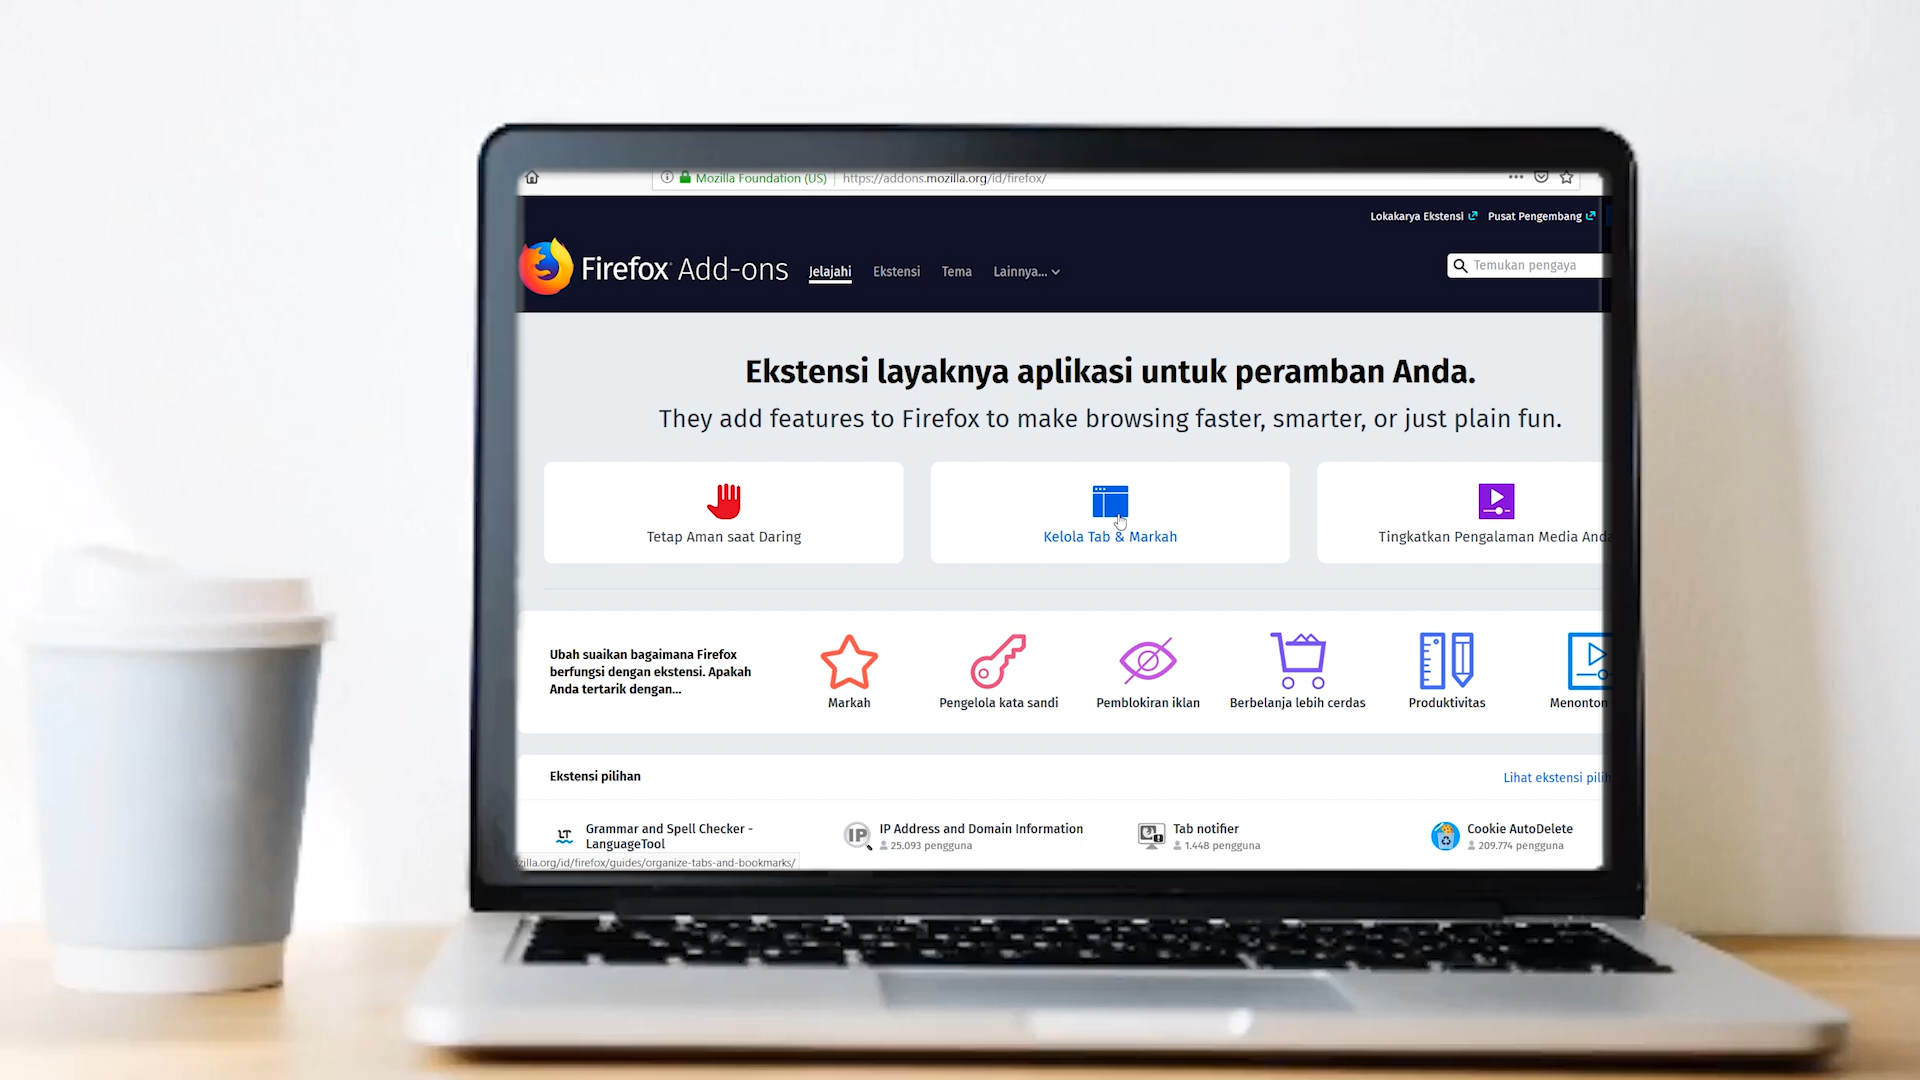 Mozilla Foundation (US) https://addons.mozilla.org/id/firefox/
Lokakarya Ekstensi Pusat Pengembang
Firefox Add-ons Jelajahi Ekstensi Tema Lainnya... Temukan pengaya
Ekstensi layaknya aplikasi untuk peramban Anda.
They add features to Firefox to make browsing faster, smarter, or just plain fun.
Tetap Aman saat Daring
Kelola Tab & Markah
Tingkatkan Pengalaman Media Anda
Ubah suaikan bagaimana Firefox
berfungsi dengan ekstensi. Apakah
Anda tertarik dengan...
Markah
Pengelola kata sandi
Pemblokiran iklan
Berbelanja lebih cerdas
Produktivitas
Menonton
Ekstensi pilihan
Lihat ekstensi pilih
LT
Grammar and Spell Checker -
LanguageTool
IP
IP Address and Domain Information
25.093 pengguna
Tab notifier
1.448 pengguna
Cookie AutoDelete
209.774 pengguna
zilla.org/id/firefox/guides/organize-tabs-and-bookmarks/